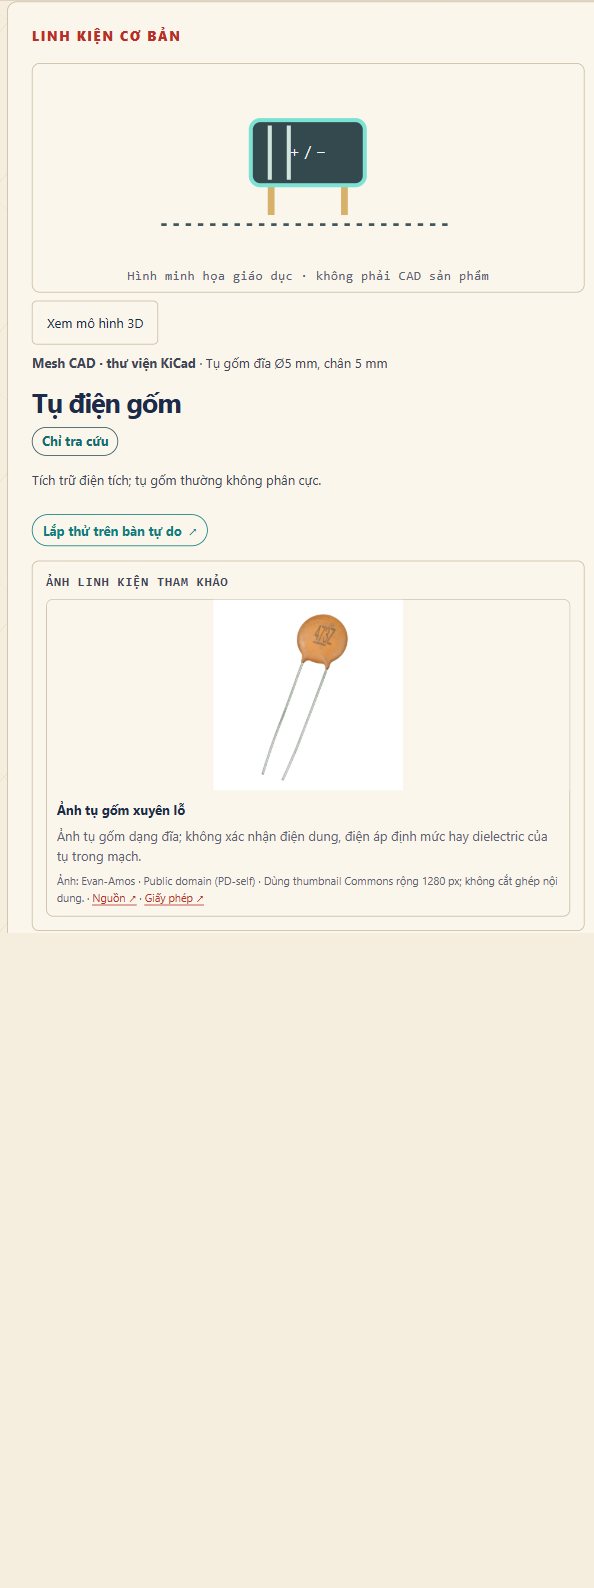 LINH KIỆN CƠ BẢN
+ / −
Hình minh họa giáo dục · không phải CAD sản phẩm
Xem mô hình 3D
Mesh CAD · thư viện KiCad · Tụ gốm đĩa Ø5 mm, chân 5 mm
Tụ điện gốm
Chỉ tra cứu
Tích trữ điện tích; tụ gốm thường không phân cực.
Lắp thử trên bàn tự do ↗
ẢNH LINH KIỆN THAM KHẢO
473Z
Ảnh tụ gốm xuyên lỗ
Ảnh tụ gốm dạng đĩa; không xác nhận điện dung, điện áp định mức hay dielectric của
tụ trong mạch.
Ảnh: Evan-Amos · Public domain (PD-self) · Dùng thumbnail Commons rộng 1280 px; không cắt ghép nội
dung. · Nguồn ↗ · Giấy phép ↗